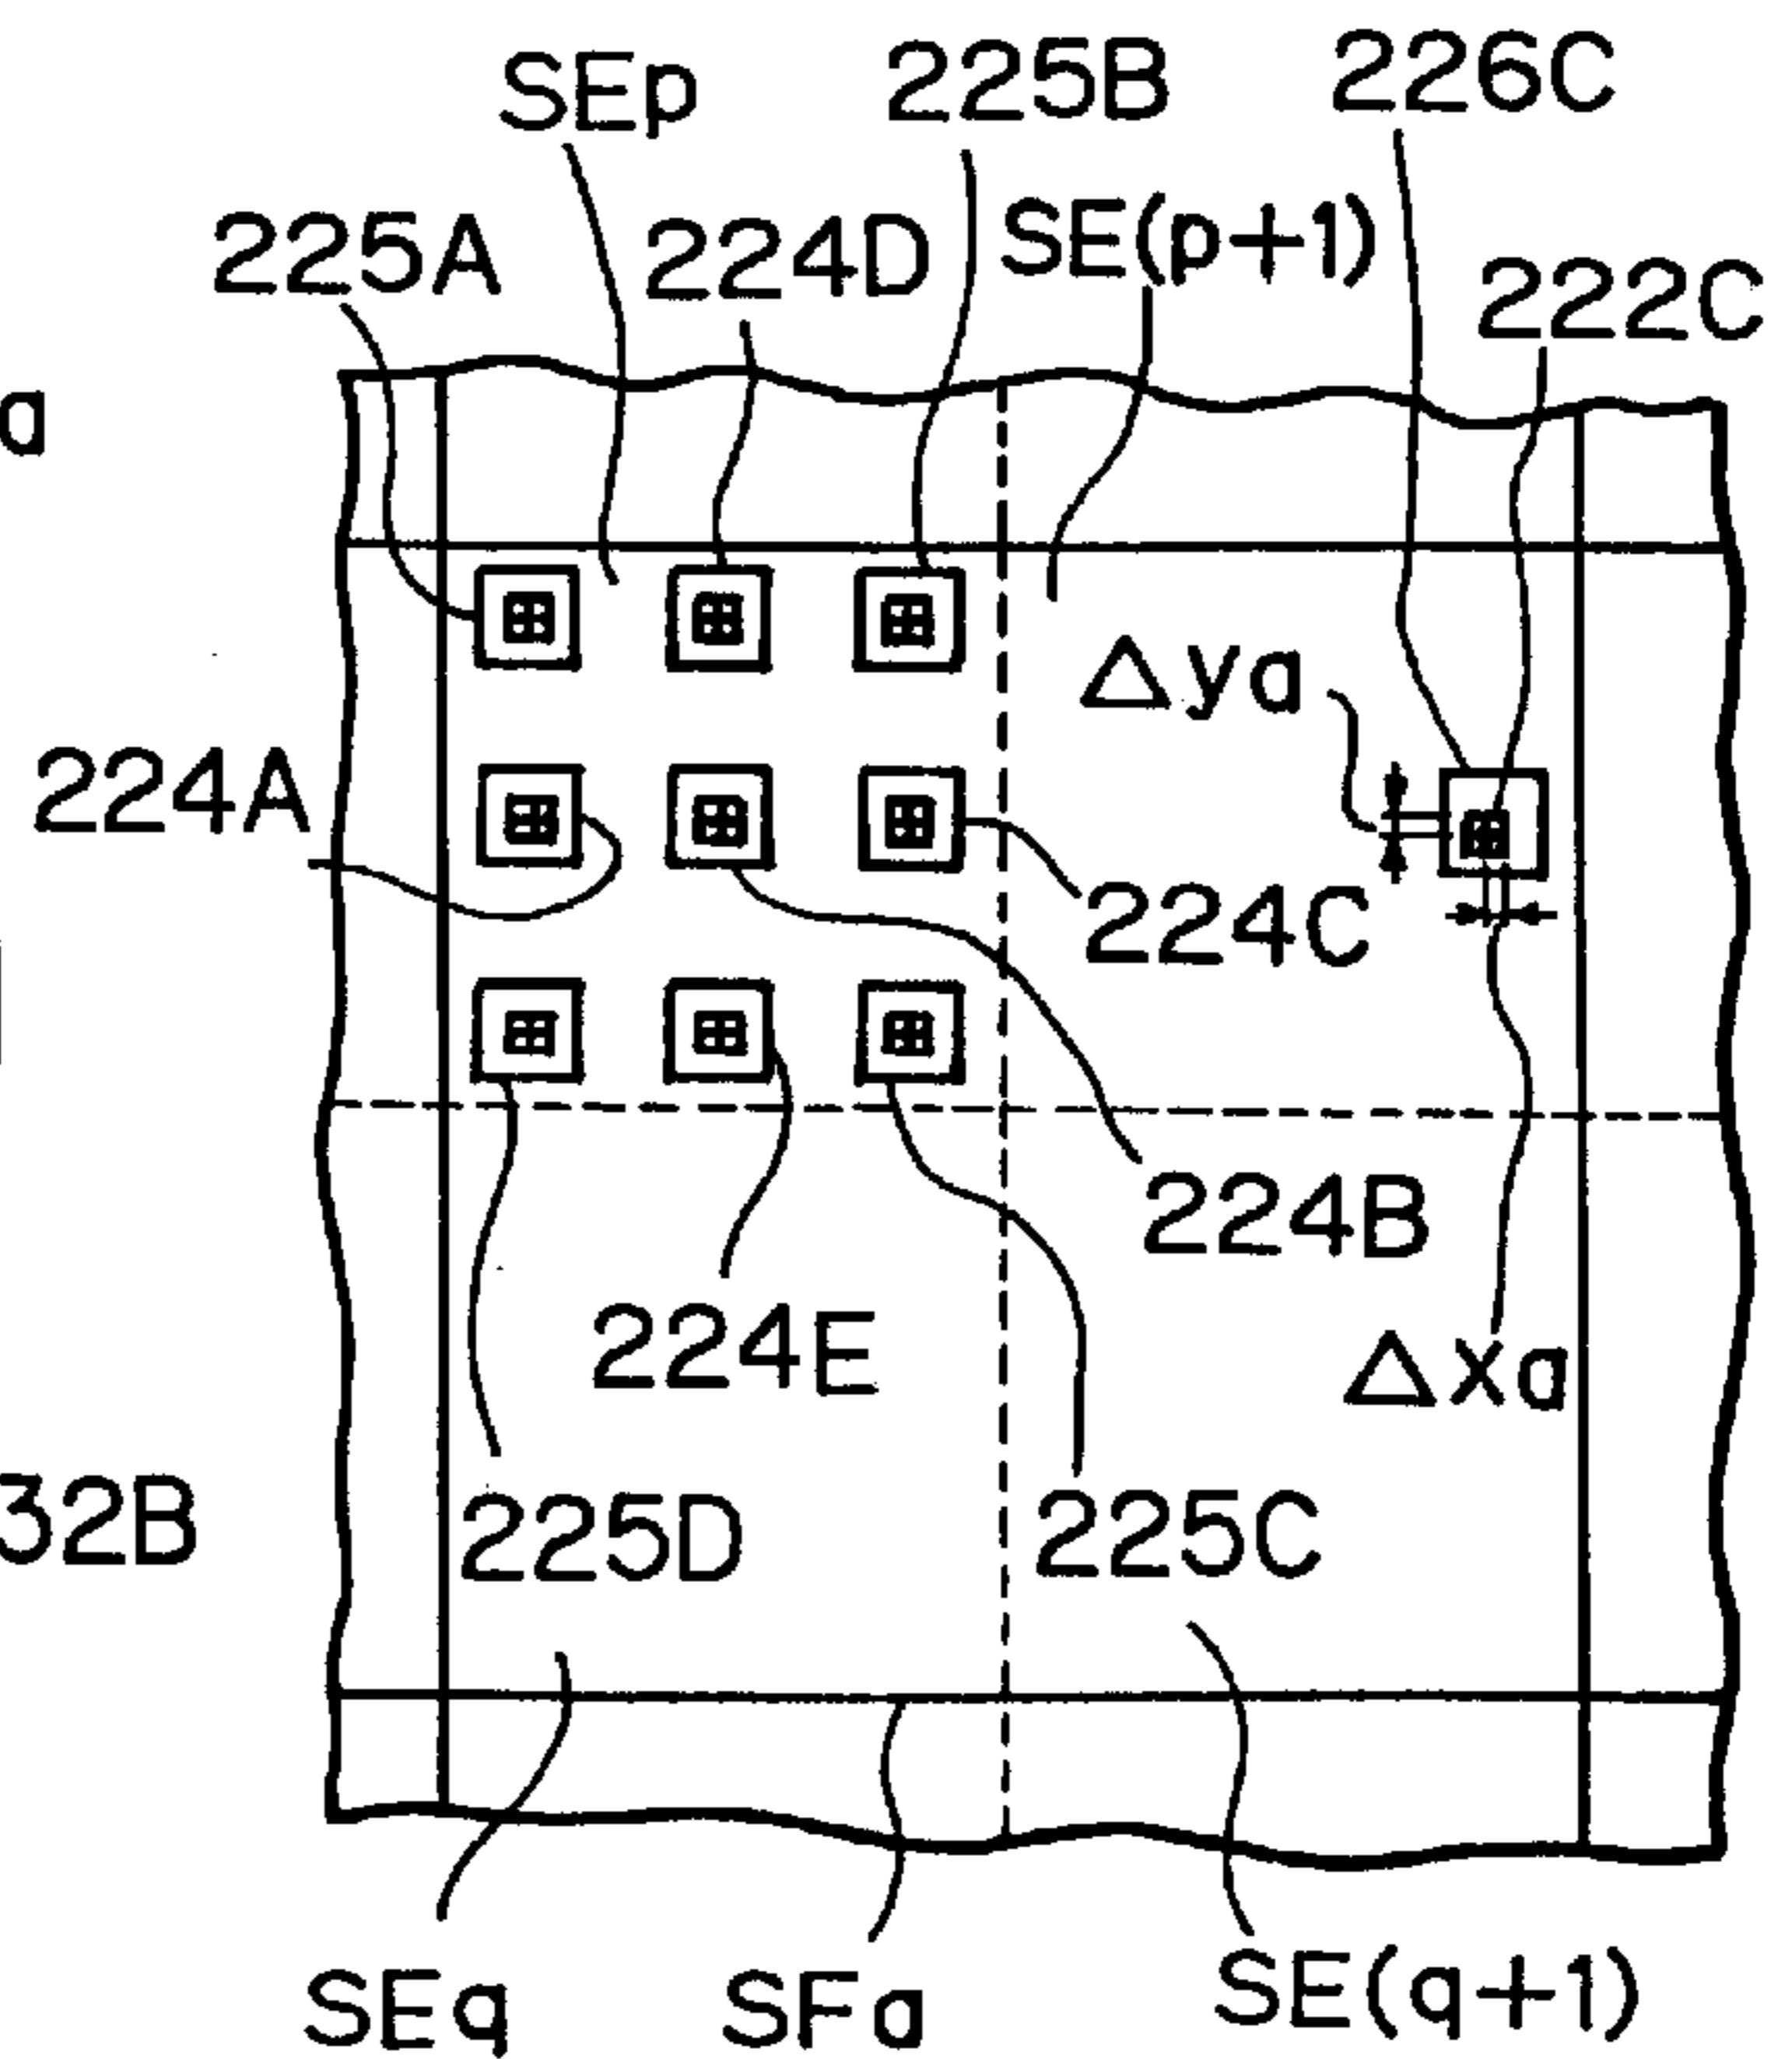 SEp 225B 226C
225A 224D SE(p+1) 222C
a
Δya
224A
224C
224B
224E
Δxa
32B 225D 225C
SEq SFa SE(q+1)